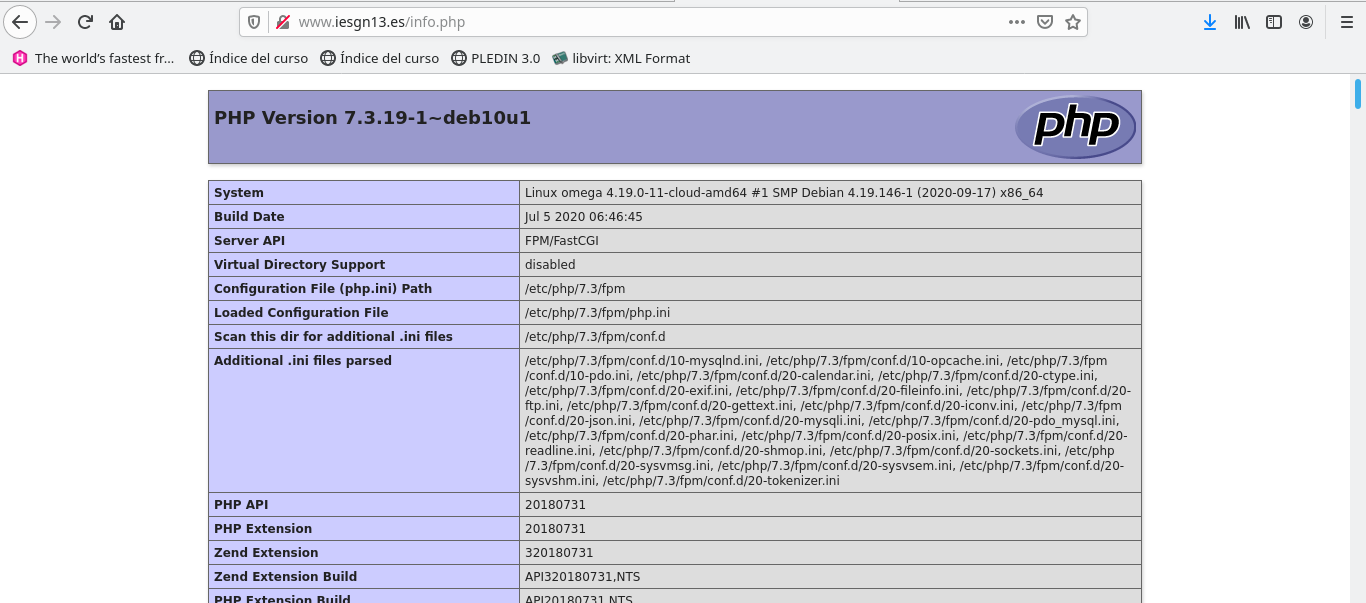 www.iesgn13.es/info.php
The world's fastest fr... Índice del curso Índice del curso PLEDIN 3.0 libvirt: XML Format
PHP Version 7.3.19-1~deb10u1
php
System Linux omega 4.19.0-11-cloud-amd64 #1 SMP Debian 4.19.146-1 (2020-09-17) x86_64
Build Date Jul 5 2020 06:46:45
Server API FPM/FastCGI
Virtual Directory Support disabled
Configuration File (php.ini) Path /etc/php/7.3/fpm
Loaded Configuration File /etc/php/7.3/fpm/php.ini
Scan this dir for additional .ini files /etc/php/7.3/fpm/conf.d
Additional .ini files parsed /etc/php/7.3/fpm/conf.d/10-mysqlnd.ini, /etc/php/7.3/fpm/conf.d/10-opcache.ini, /etc/php/7.3/fpm
/conf.d/10-pdo.ini, /etc/php/7.3/fpm/conf.d/20-calendar.ini, /etc/php/7.3/fpm/conf.d/20-ctype.ini,
/etc/php/7.3/fpm/conf.d/20-exif.ini, /etc/php/7.3/fpm/conf.d/20-fileinfo.ini, /etc/php/7.3/fpm/conf.d/20-
ftp.ini, /etc/php/7.3/fpm/conf.d/20-gettext.ini, /etc/php/7.3/fpm/conf.d/20-iconv.ini, /etc/php/7.3/fpm
/conf.d/20-json.ini, /etc/php/7.3/fpm/conf.d/20-mysqli.ini, /etc/php/7.3/fpm/conf.d/20-pdo_mysql.ini,
/etc/php/7.3/fpm/conf.d/20-phar.ini, /etc/php/7.3/fpm/conf.d/20-posix.ini, /etc/php/7.3/fpm/conf.d/20-
readline.ini, /etc/php/7.3/fpm/conf.d/20-shmop.ini, /etc/php/7.3/fpm/conf.d/20-sockets.ini, /etc/php
/7.3/fpm/conf.d/20-sysvmsg.ini, /etc/php/7.3/fpm/conf.d/20-sysvsem.ini, /etc/php/7.3/fpm/conf.d/20-
sysvshm.ini, /etc/php/7.3/fpm/conf.d/20-tokenizer.ini
PHP API 20180731
PHP Extension 20180731
Zend Extension 320180731
Zend Extension Build API320180731,NTS
PHP Extension Build API20180731,NTS